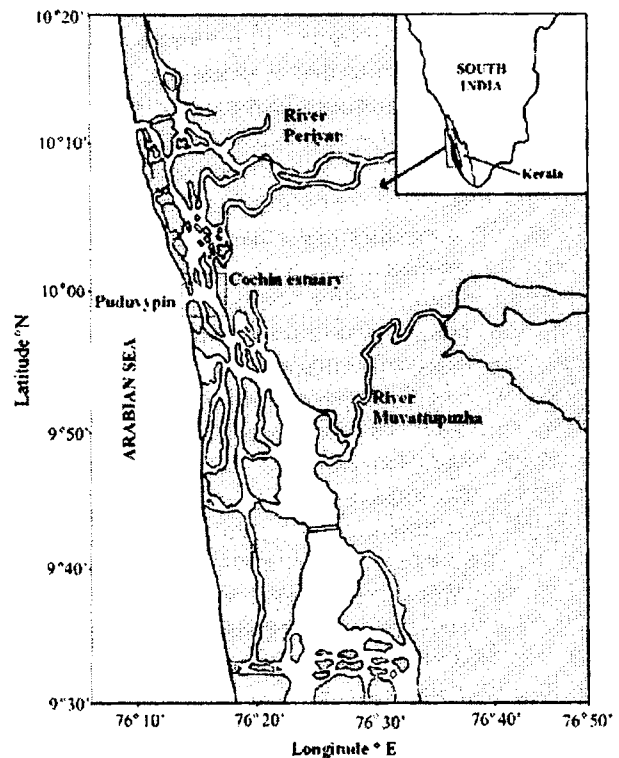 10°20'
10°10'
10°00'
9°50'
9°40'
9°30'
Latitude °N
SOUTH
INDIA
Kerala
River
Periyar
Cochin estuary
Puduvypin
ARABIAN SEA
River
Muvattupuzha
76°10'
76°20'
76°30'
76°40'
76°50'
Longitude ° E